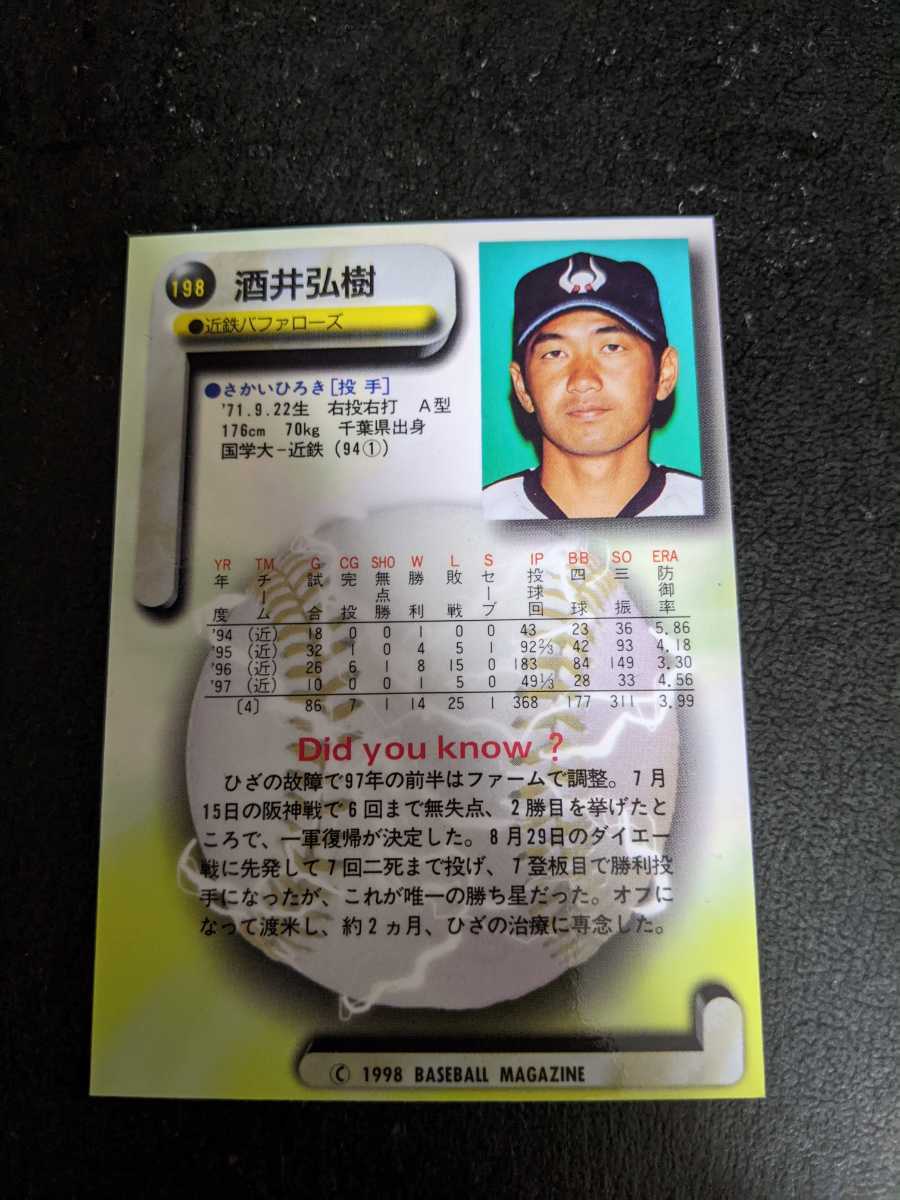 198 酒井弘樹
●近鉄バファローズ
●さかいひろき[投 手]
'71.9.22生 右投右打 A型
176cm 70kg 千葉県出身
国学大-近鉄(94①)
YR TM G CG SHO W L S IP BB SO ERA
年度 チーム 試合 完投 無点勝 勝利 敗戦 セーブ 投球回 四球 三振 防御率
'94 (近) 18 0 0 1 0 0 43 23 36 5.86
'95 (近) 32 1 0 4 5 1 92⅔ 42 93 4.18
'96 (近) 26 6 1 8 15 0 183 84 149 3.30
'97 (近) 10 0 0 1 5 0 49⅓ 28 33 4.56
[4] 86 7 1 14 25 1 368 177 311 3.99
Did you know ?
ひざの故障で97年の前半はファームで調整。7月
15日の阪神戦で6回まで無失点、2勝目を挙げたと
ころで、一軍復帰が決定した。8月29日のダイエー
戦に先発して7回二死まで投げ、7登板目で勝利投
手になったが、これが唯一の勝ち星だった。オフに
なって渡米し、約2ヵ月、ひざの治療に専念した。
© 1998 BASEBALL MAGAZINE